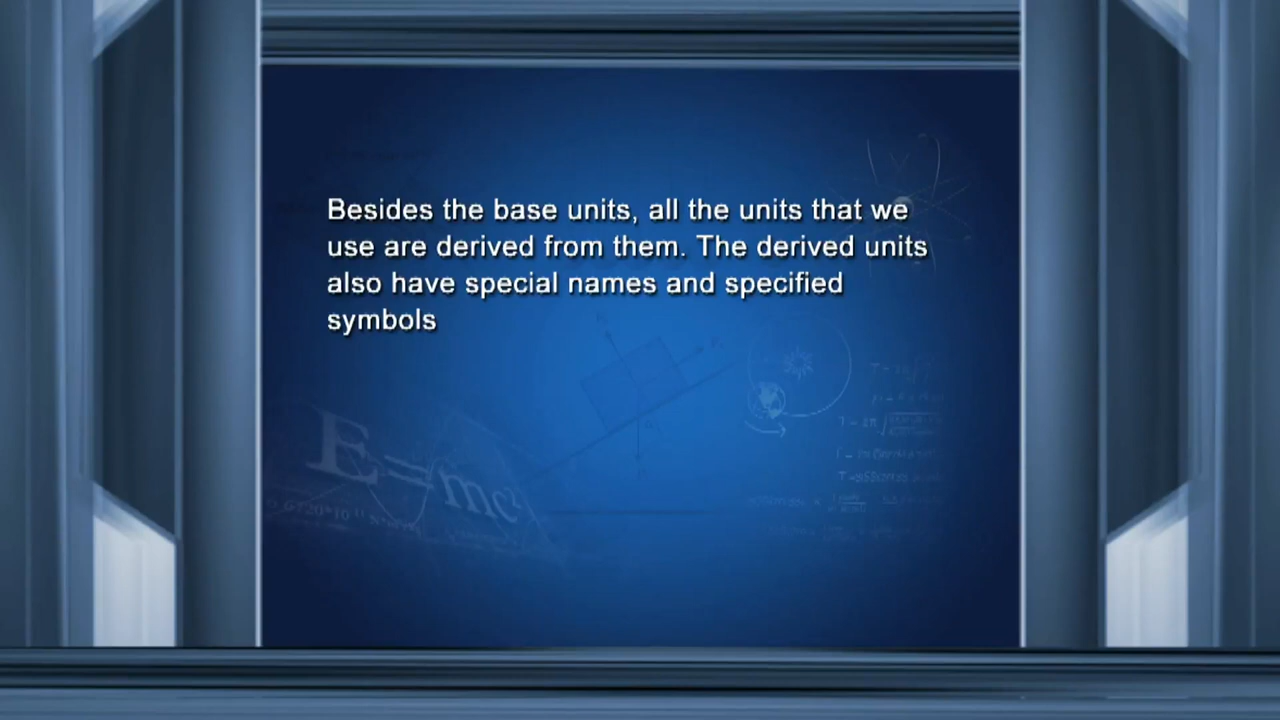 Besides the base units, all the units that we
use are derived from them. The derived units
also have special names and specified
symbols
E=mc²